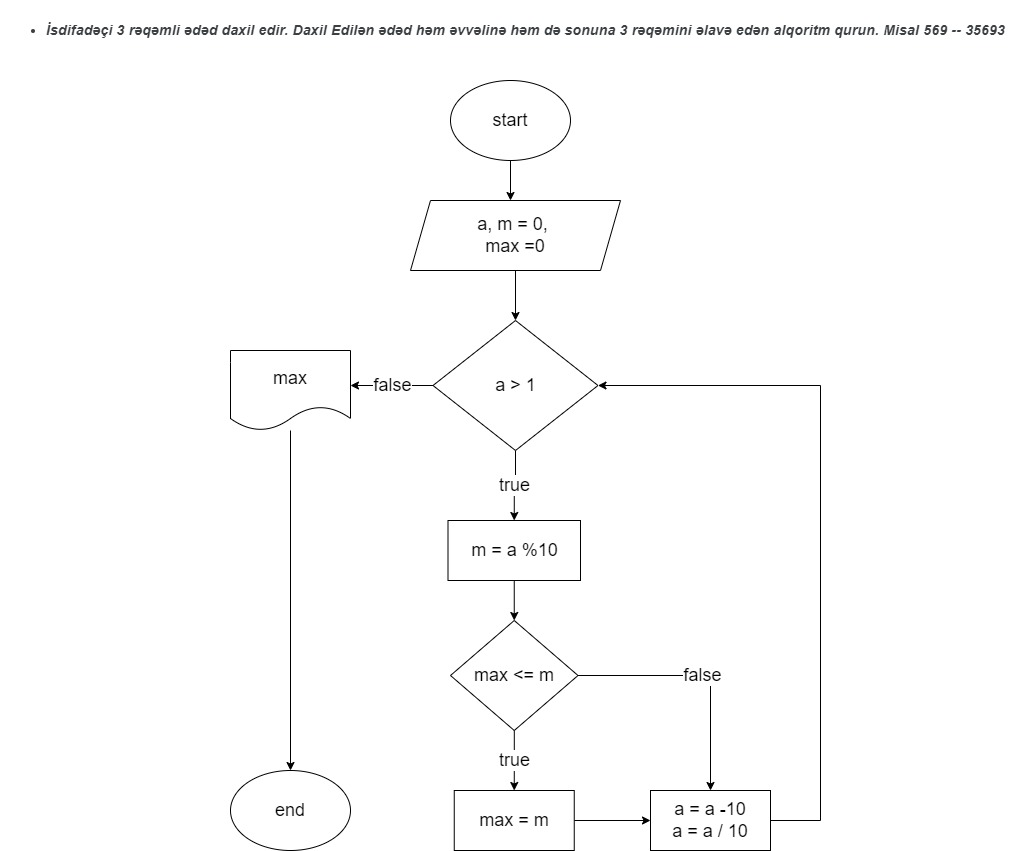 • İsdifadəçi 3 rəqəmli ədəd daxil edir. Daxil Edilən ədəd həm əvvəlinə həm də sonuna 3 rəqəmini əlavə edən alqoritm qurun. Misal 569 -- 35693
start
a, m = 0,
max =0
max
false
a > 1
true
m = a %10
max <= m
false
true
max = m
a = a -10
a = a / 10
end